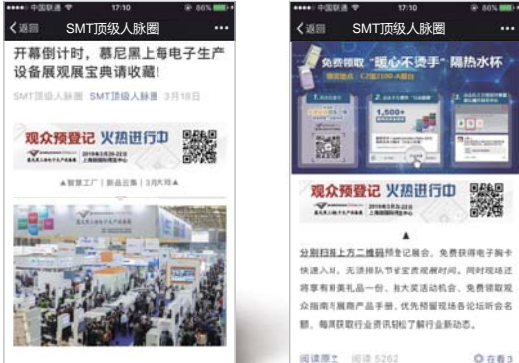 中国联通 17:10 86%
返回 SMT顶级人脉圈
开幕倒计时，慕尼黑上每电子生产
设备展观展宝典请收藏!
SMT顶级人脉圈 SMT顶级人脉圈 3月18日
观众预登记 火热进行中
▲智慧工厂 | 新品云集 | 3月
中国联通 17:10 86%
返回 SMT顶级人脉圈
免费领取 "暖心不烫手" 隔热水杯
1,500+
观众预登记 火热进行中
▲
分别扫描上方二维码预登记展会，免费获得电子胸卡
快速入场，无须排队节省宝贵观展时间。同时现场还
将享有精美礼品一份、有大奖活动机会、免费领取观
众指南与展商产品手册，优先预留现场各论坛听会名
额，每周获取行业资讯轻松了解行业新动态。
阅读原文 阅读 5262 在看3